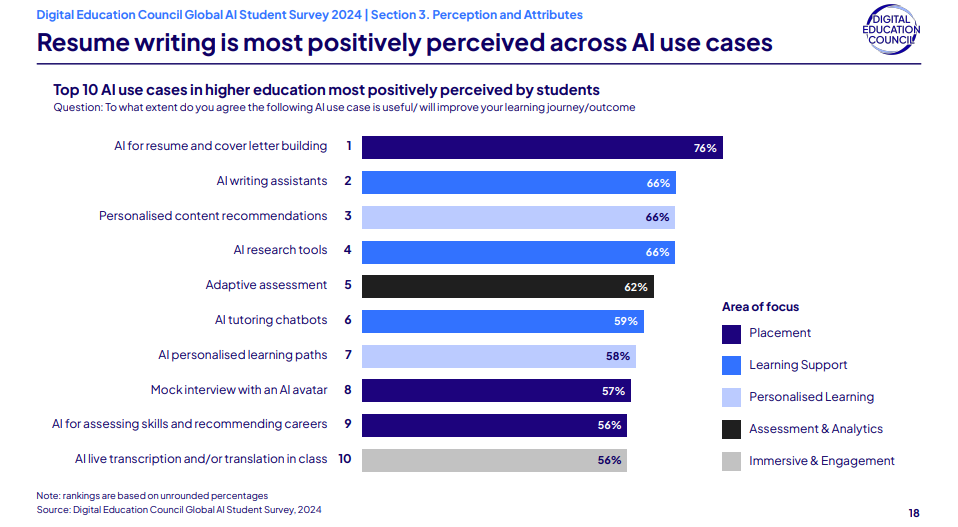 Digital Education Council Global AI Student Survey 2024 | Section 3. Perception and Attributes
DIGITAL
EDUCATION
COUNCIL
Resume writing is most positively perceived across AI use cases
Top 10 AI use cases in higher education most positively perceived by students
Question: To what extent do you agree the following AI use case is useful/ will improve your learning journey/outcome
AI for resume and cover letter building 1 76%
AI writing assistants 2 66%
Personalised content recommendations 3 66%
AI research tools 4 66%
Adaptive assessment 5 62%
AI tutoring chatbots 6 59%
AI personalised learning paths 7 58%
Mock interview with an AI avatar 8 57%
AI for assessing skills and recommending careers 9 56%
AI live transcription and/or translation in class 10 56%
Area of focus
Placement
Learning Support
Personalised Learning
Assessment & Analytics
Immersive & Engagement
Note: rankings are based on unrounded percentages
Source: Digital Education Council Global AI Student Survey, 2024
18